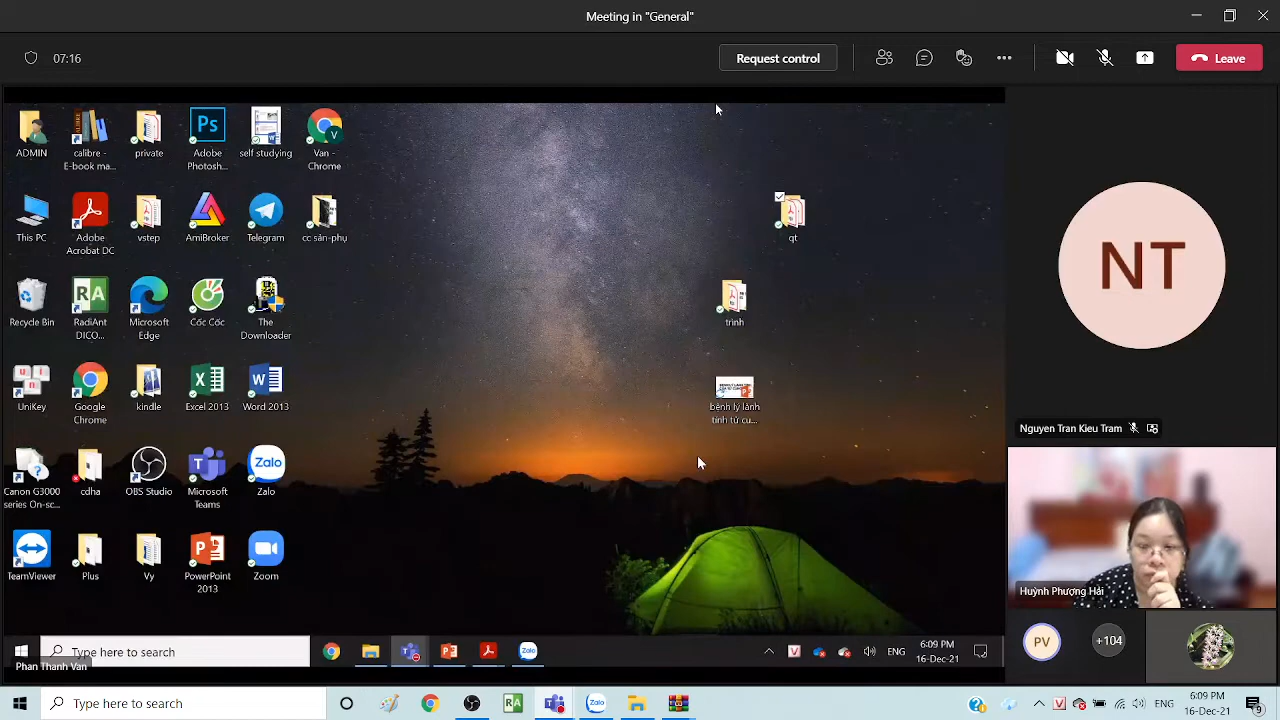 Meeting in "General"
07:16
Request control
Leave
ADMIN
calibre -
E-book ma...
private
Adobe
Photosh...
self studying
Van -
Chrome
This PC
Adobe
Acrobat DC
vstep
AmiBroker
Telegram
cc sản-phụ
qt
Recycle Bin
RadiAnt
DICO...
Microsoft
Edge
Cốc Cốc
The
Downloader
trình
UniKey
Google
Chrome
kindle
Excel 2013
Word 2013
bệnh lý lành
tính tử cu...
Canon G3000
series On-sc...
cdha
OBS Studio
Microsoft
Teams
Zalo
TeamViewer
Plus
Vy
PowerPoint
2013
Zoom
NT
Nguyen Tran Kieu Tram
Huỳnh Phượng Hải
PV
+104
Type here to search
ENG
6:09 PM
16-Dec-21
Phan Thanh Van
Type here to search
ENG
6:09 PM
16-Dec-21